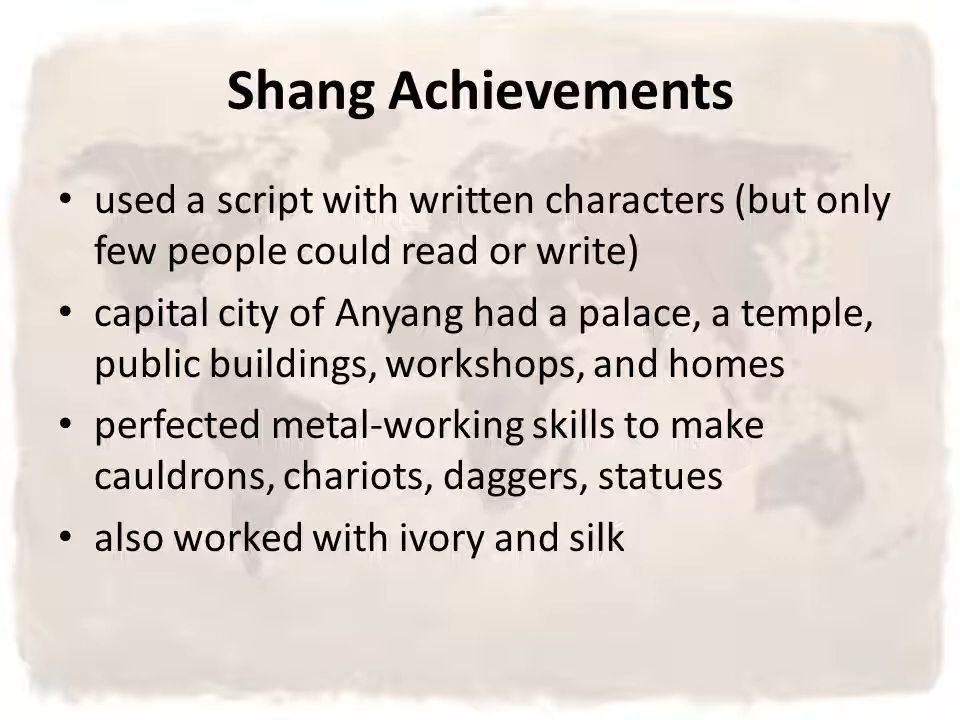 Shang Achievements
• used a script with written characters (but only
few people could read or write)
• capital city of Anyang had a palace, a temple,
public buildings, workshops, and homes
• perfected metal-working skills to make
cauldrons, chariots, daggers, statues
• also worked with ivory and silk